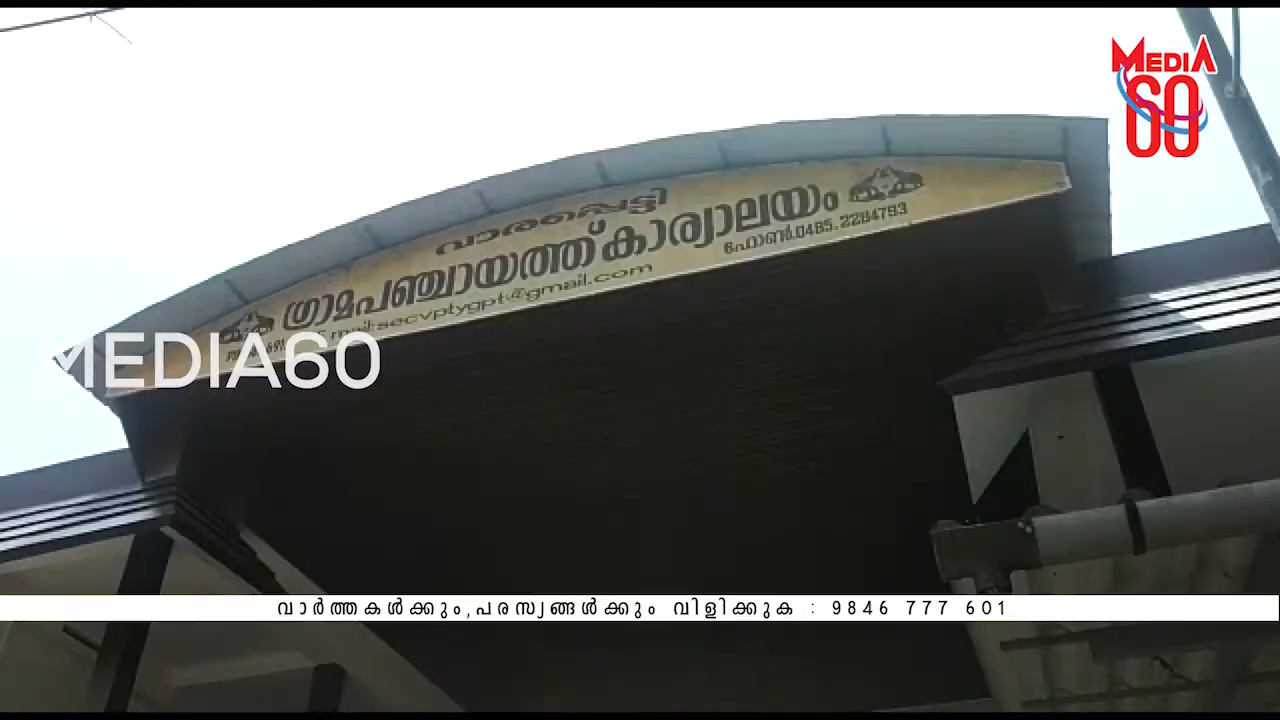 MEDIA
60
വാരപ്പെട്ടി
ഗ്രാമപഞ്ചായത്ത് കാര്യാലയം
ഫോൺ.0485.2284793
mail:secvptygpt@gmail.com
MEDIA60
വാർത്തകൾക്കും,പരസ്യങ്ങൾക്കും വിളിക്കുക : 9846 777 601